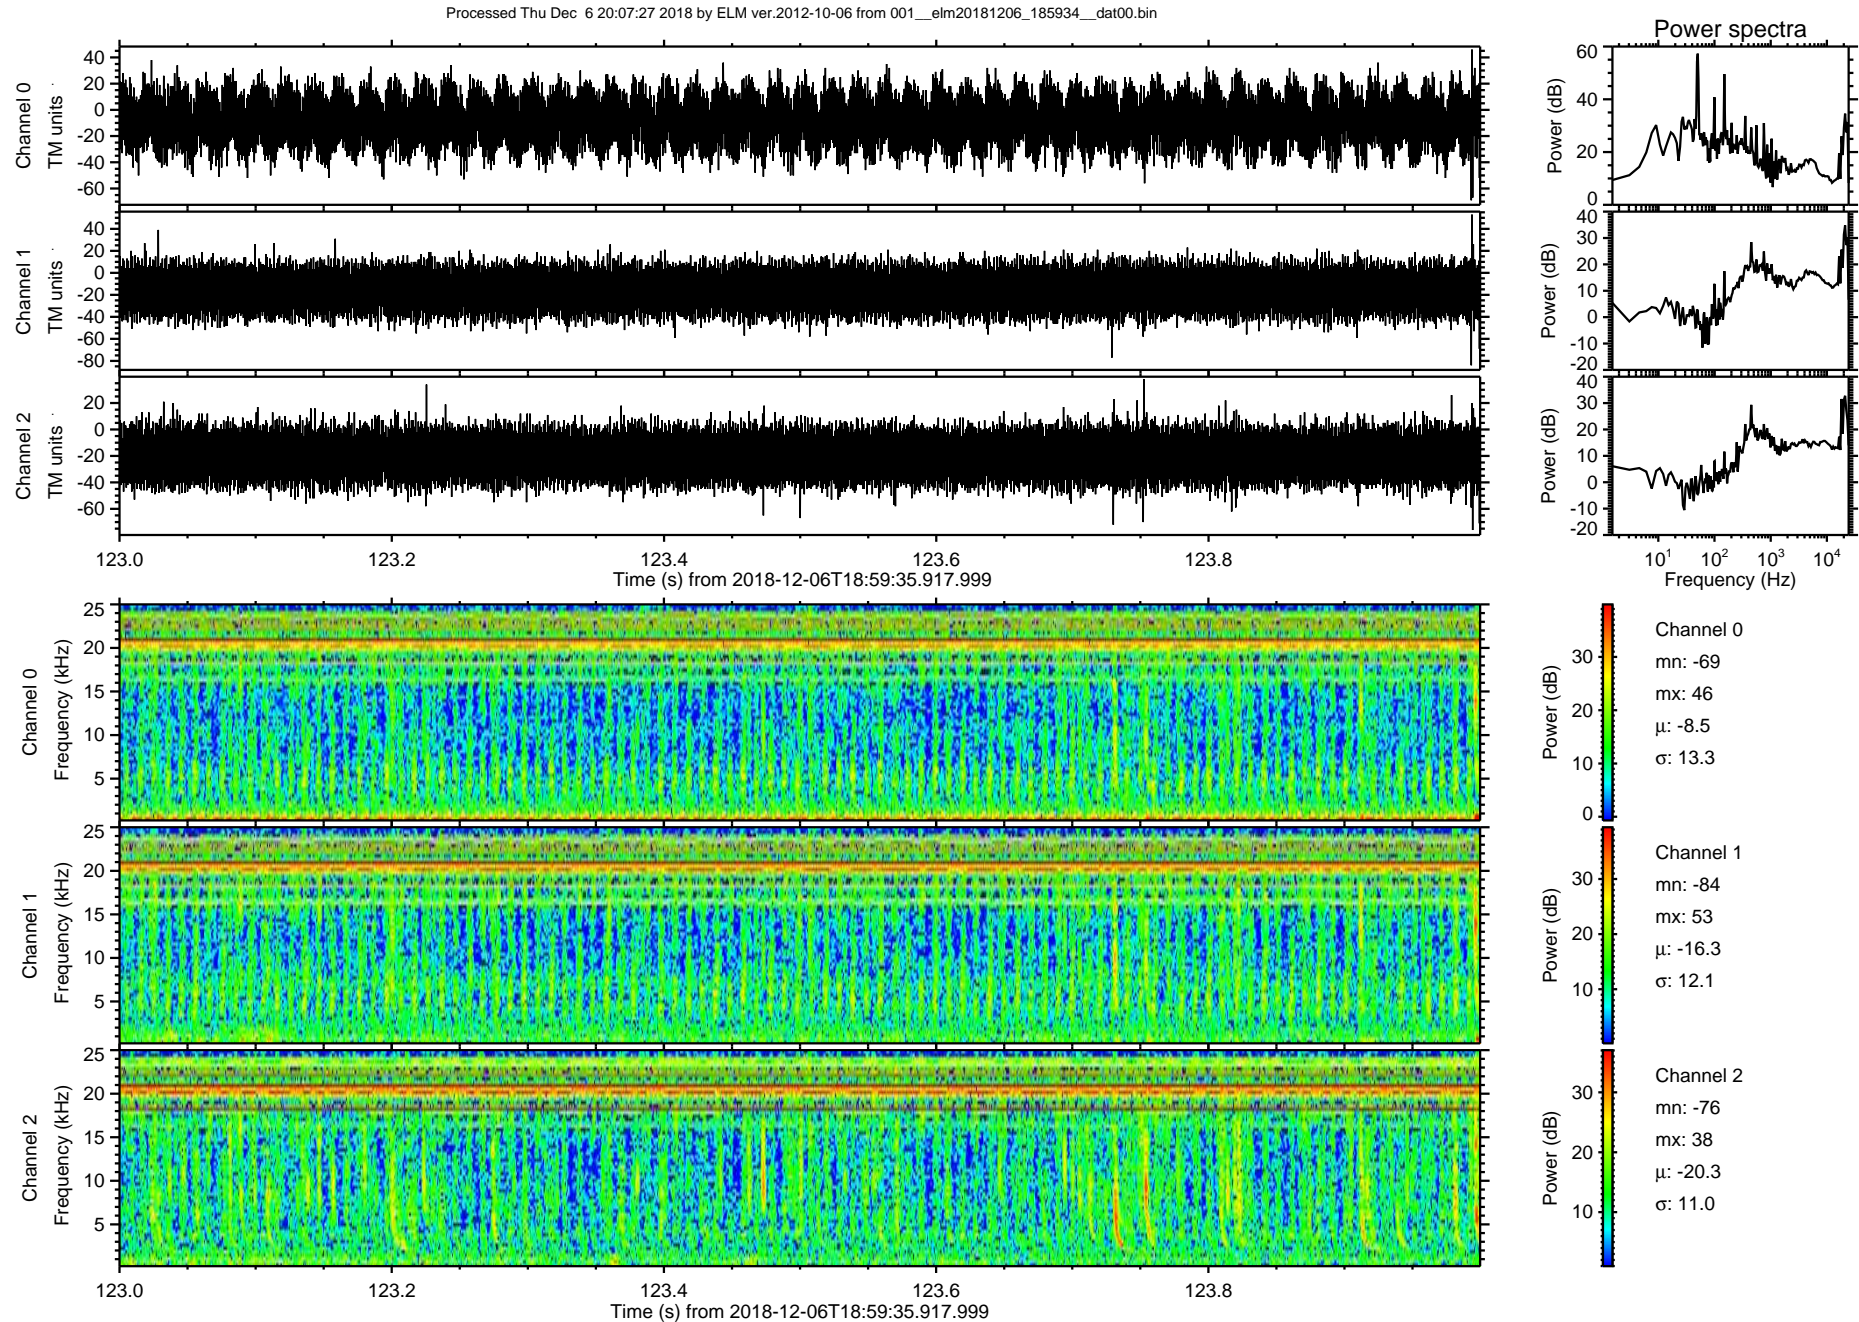 Processed Thu Dec  6 20:07:27 2018 by ELM ver.2012-10-06 from 001__elm20181206_185934__dat00.bin
Power spectra
Channel 0
TM units
40
20
0
-20
-40
-60
Power (dB)
60
40
20
0
Channel 1
TM units
40
20
0
-20
-40
-60
-80
Power (dB)
40
30
20
10
0
-10
-20
Channel 2
TM units
20
0
-20
-40
-60
Power (dB)
40
30
20
10
0
-10
-20
123.0 123.2 123.4 123.6 123.8
Time (s) from 2018-12-06T18:59:35.917.999
10¹ 10² 10³ 10⁴
Frequency (Hz)
Channel 0
Frequency (kHz)
25
20
15
10
5
Power (dB)
30
20
10
0
Channel 0
mn: -69
mx: 46
μ: -8.5
σ: 13.3
Channel 1
Frequency (kHz)
25
20
15
10
5
Power (dB)
30
20
10
Channel 1
mn: -84
mx: 53
μ: -16.3
σ: 12.1
Channel 2
Frequency (kHz)
25
20
15
10
5
Power (dB)
30
20
10
Channel 2
mn: -76
mx: 38
μ: -20.3
σ: 11.0
123.0 123.2 123.4 123.6 123.8
Time (s) from 2018-12-06T18:59:35.917.999